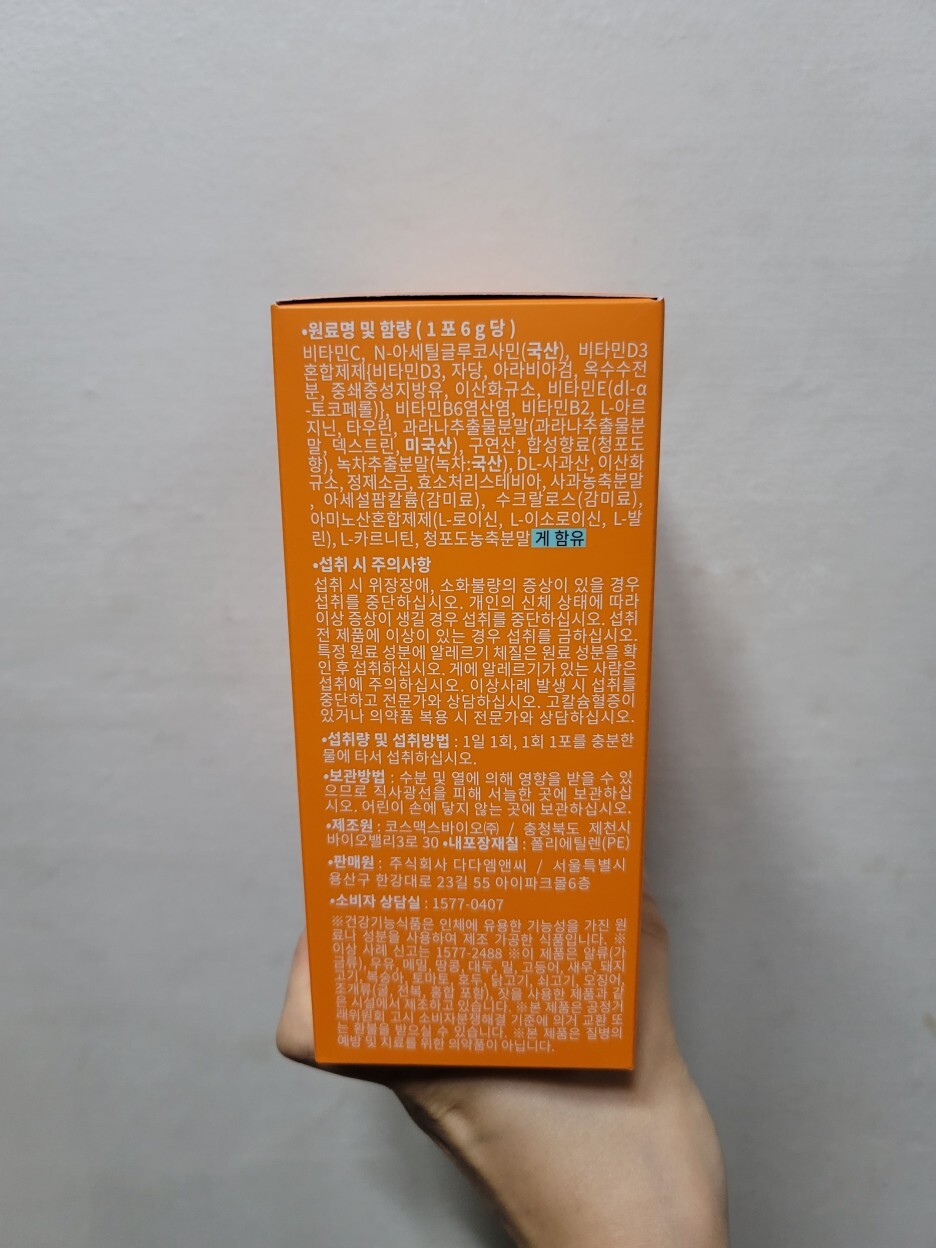 •원료명 및 함량 ( 1 포 6 g 당 )
비타민C, N-아세틸글루코사민(국산), 비타민D3
혼합제제{비타민D3, 자당, 아라비아검, 옥수수전
분, 중쇄중성지방유, 이산화규소, 비타민E(dl-α
-토코페롤)}, 비타민B6염산염, 비타민B2, L-아르
지닌, 타우린, 과라나추출물분말(과라나추출물분
말, 덱스트린, 미국산), 구연산, 합성향료(청포도
향), 녹차추출분말(녹차:국산), DL-사과산, 이산화
규소, 정제소금, 효소처리스테비아, 사과농축분말
, 아세설팜칼륨(감미료), 수크랄로스(감미료),
아미노산혼합제제(L-로이신, L-이소로이신, L-발
린), L-카르니틴, 청포도농축분말 게 함유
•섭취 시 주의사항
섭취 시 위장장애, 소화불량의 증상이 있을 경우
섭취를 중단하십시오. 개인의 신체 상태에 따라
이상 증상이 생길 경우 섭취를 중단하십시오. 섭취
전 제품에 이상이 있는 경우 섭취를 금하십시오.
특정 원료 성분에 알레르기 체질은 원료 성분을 확
인 후 섭취하십시오. 게에 알레르기가 있는 사람은
섭취에 주의하십시오. 이상사례 발생 시 섭취를
중단하고 전문가와 상담하십시오. 고칼슘혈증이
있거나 의약품 복용 시 전문가와 상담하십시오.
•섭취량 및 섭취방법 : 1일 1회, 1회 1포를 충분한
물에 타서 섭취하십시오.
•보관방법 : 수분 및 열에 의해 영향을 받을 수 있
으므로 직사광선을 피해 서늘한 곳에 보관하십
시오. 어린이 손에 닿지 않는 곳에 보관하십시오.
•제조원 : 코스맥스바이오㈜ / 충청북도 제천시
바이오밸리3로 30 •내포장재질 : 폴리에틸렌(PE)
•판매원 : 주식회사 다다엠앤씨 / 서울특별시
용산구 한강대로 23길 55 아이파크몰6층
•소비자 상담실 : 1577-0407
※건강기능식품은 인체에 유용한 기능성을 가진 원
료나 성분을 사용하여 제조 가공한 식품입니다. ※
이상 사례 신고는 1577-2488 ※이 제품은 알류(가
금류), 우유, 메밀, 땅콩, 대두, 밀, 고등어, 새우, 돼지
고기, 복숭아, 토마토, 호두, 닭고기, 쇠고기, 오징어,
조개류(굴, 전복, 홍합 포함), 잣을 사용한 제품과 같
은 시설에서 제조하고 있습니다. ※본 제품은 공정거
래위원회 고시 소비자분쟁해결 기준에 의거 교환 또
는 환불을 받으실 수 있습니다. ※본 제품은 질병의
예방 및 치료를 위한 의약품이 아닙니다.